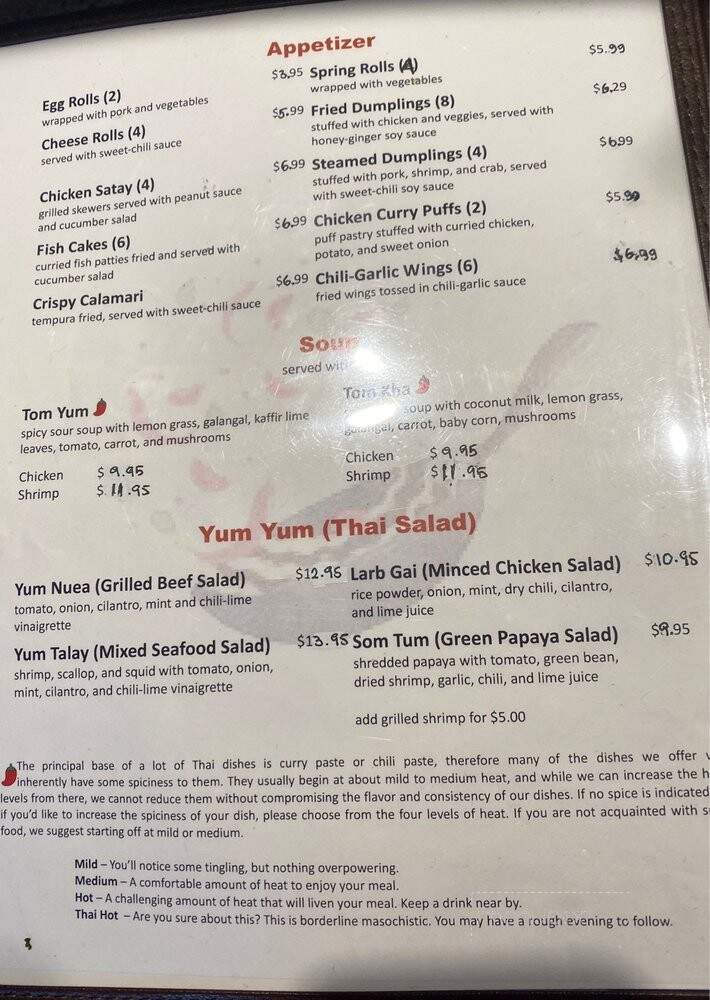 Appetizer
Egg Rolls (2) $3.95
wrapped with pork and vegetables
Cheese Rolls (4) $5.99
served with sweet-chili sauce
Chicken Satay (4) $6.99
grilled skewers served with peanut sauce
and cucumber salad
Fish Cakes (6) $6.99
curried fish patties fried and served with
cucumber salad
Crispy Calamari $6.99
tempura fried, served with sweet-chili sauce
Spring Rolls (4) $5.99
wrapped with vegetables
Fried Dumplings (8) $6.29
stuffed with chicken and veggies, served with
honey-ginger soy sauce
Steamed Dumplings (4) $6.99
stuffed with pork, shrimp, and crab, served
with sweet-chili soy sauce
Chicken Curry Puffs (2) $5.99
puff pastry stuffed with curried chicken,
potato, and sweet onion
Chili-Garlic Wings (6) $6.99
fried wings tossed in chili-garlic sauce
Soup
served with
Tom Yum
spicy sour soup with lemon grass, galangal, kaffir lime
leaves, tomato, carrot, and mushrooms
Chicken $ 9.95
Shrimp $ 11.95
Tom Kha
soup with coconut milk, lemon grass,
galangal, carrot, baby corn, mushrooms
Chicken $ 9.95
Shrimp $ 11.95
Yum Yum (Thai Salad)
Yum Nuea (Grilled Beef Salad) $12.95
tomato, onion, cilantro, mint and chili-lime
vinaigrette
Yum Talay (Mixed Seafood Salad) $13.95
shrimp, scallop, and squid with tomato, onion,
mint, cilantro, and chili-lime vinaigrette
Larb Gai (Minced Chicken Salad) $10.95
rice powder, onion, mint, dry chili, cilantro,
and lime juice
Som Tum (Green Papaya Salad) $9.95
shredded papaya with tomato, green bean,
dried shrimp, garlic, chili, and lime juice
add grilled shrimp for $5.00
The principal base of a lot of Thai dishes is curry paste or chili paste, therefore many of the dishes we offer
inherently have some spiciness to them. They usually begin at about mild to medium heat, and while we can increase the
levels from there, we cannot reduce them without compromising the flavor and consistency of our dishes. If no spice is indicated
if you'd like to increase the spiciness of your dish, please choose from the four levels of heat. If you are not acquainted with
food, we suggest starting off at mild or medium.
Mild – You'll notice some tingling, but nothing overpowering.
Medium – A comfortable amount of heat to enjoy your meal.
Hot – A challenging amount of heat that will liven your meal. Keep a drink near by.
Thai Hot – Are you sure about this? This is borderline masochistic. You may have a rough evening to follow.